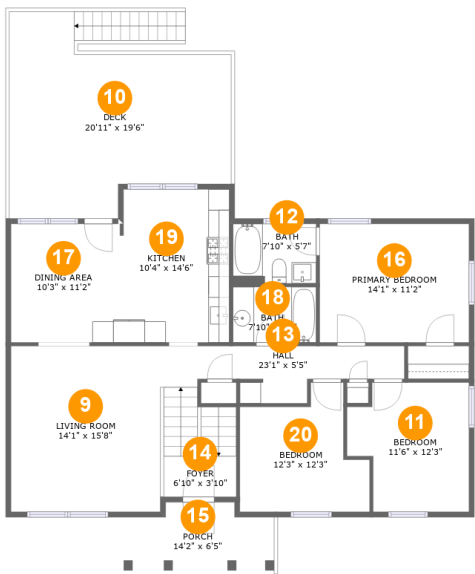 10
DECK
20'11" x 19'6"
12
BATH
7'10" x 5'7"
17
DINING AREA
10'3" x 11'2"
19
KITCHEN
10'4" x 14'6"
16
PRIMARY BEDROOM
14'1" x 11'2"
18
BATH
7'10"
13
HALL
23'1" x 5'5"
9
LIVING ROOM
14'1" x 15'8"
14
FOYER
6'10" x 3'10"
20
BEDROOM
12'3" x 12'3"
11
BEDROOM
11'6" x 12'3"
15
PORCH
14'2" x 6'5"